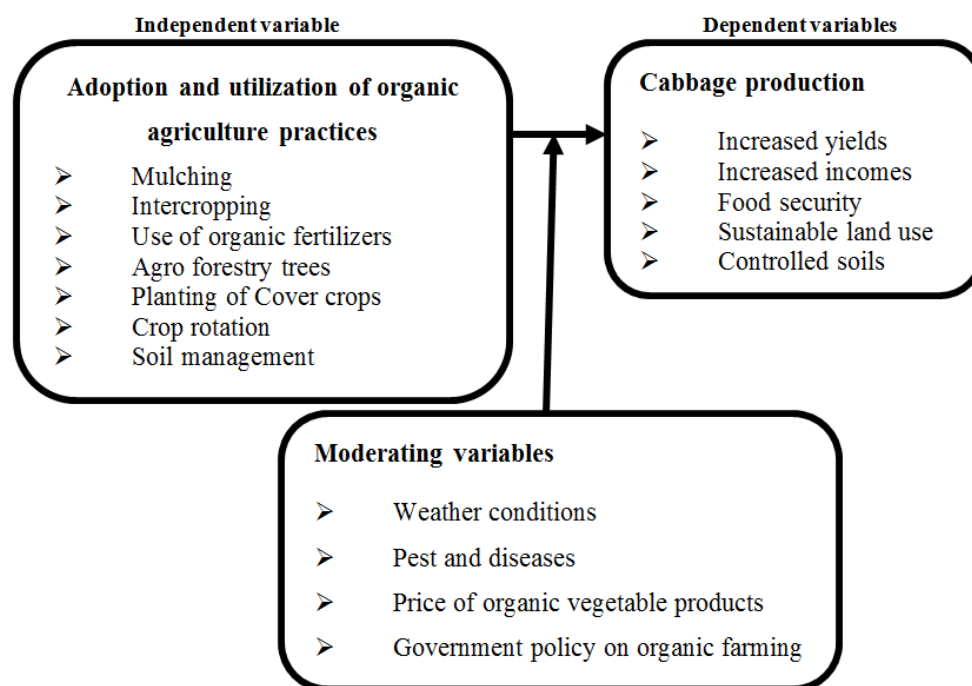 Independent variable
Adoption and utilization of organic
agriculture practices
➢ Mulching
➢ Intercropping
➢ Use of organic fertilizers
➢ Agro forestry trees
➢ Planting of Cover crops
➢ Crop rotation
➢ Soil management
Dependent variables
Cabbage production
➢ Increased yields
➢ Increased incomes
➢ Food security
➢ Sustainable land use
➢ Controlled soils
Moderating variables
➢ Weather conditions
➢ Pest and diseases
➢ Price of organic vegetable products
➢ Government policy on organic farming